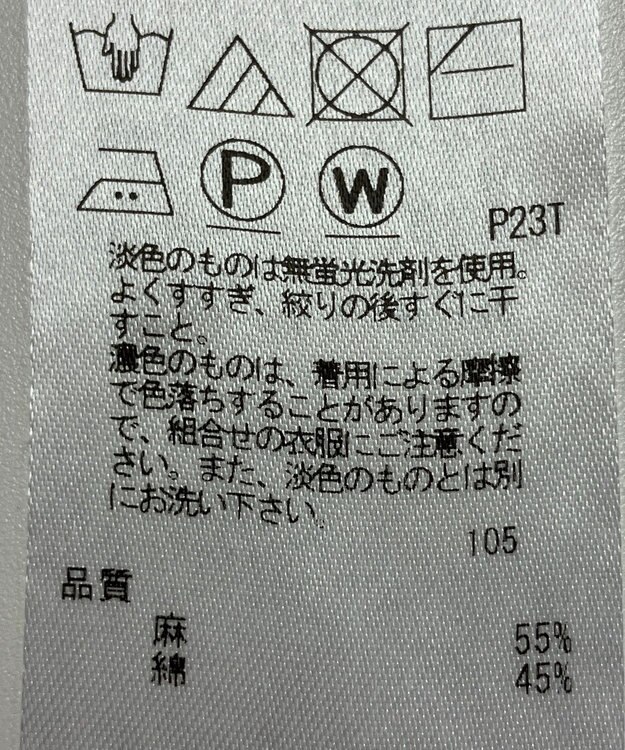 P W
P23T
淡色のものは無蛍光洗剤を使用。
よくすすぎ、絞りの後すぐに干
すこと。
濃色のものは、着用による摩擦
で色落ちすることがありますの
で、組合せの衣服にご注意くだ
さい。また、淡色のものとは別
にお洗い下さい。
105
品質
麻 55%
綿 45%